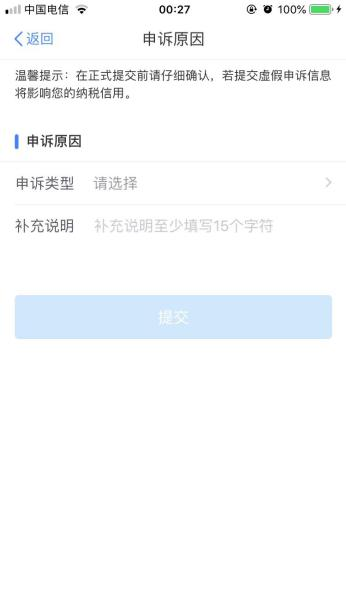 中国电信 00:27 100%
返回 申诉原因
温馨提示：在正式提交前请仔细确认，若提交虚假申诉信息
将影响您的纳税信用。
申诉原因
申诉类型 请选择
补充说明 补充说明至少填写15个字符
提交